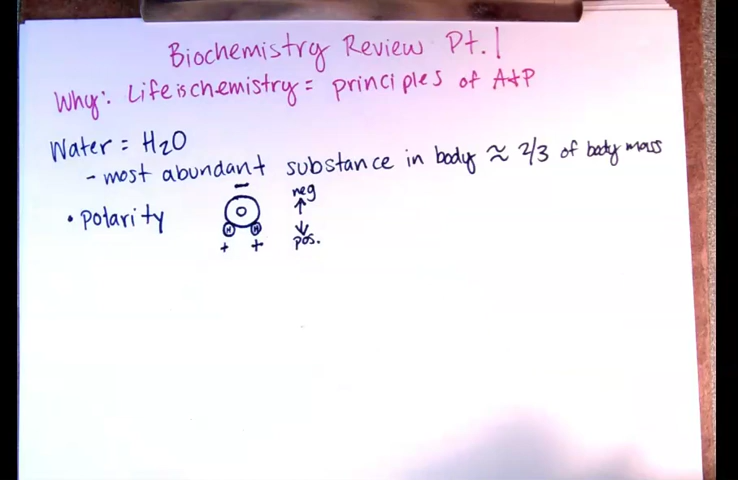 Biochemistry Review Pt. 1
Why: Life is chemistry = principles of A+P
Water = H2O
- most abundant substance in body ≈ 2/3 of body mass
• polarity
−
O
H H
+ +
neg
↑
↓
pos.